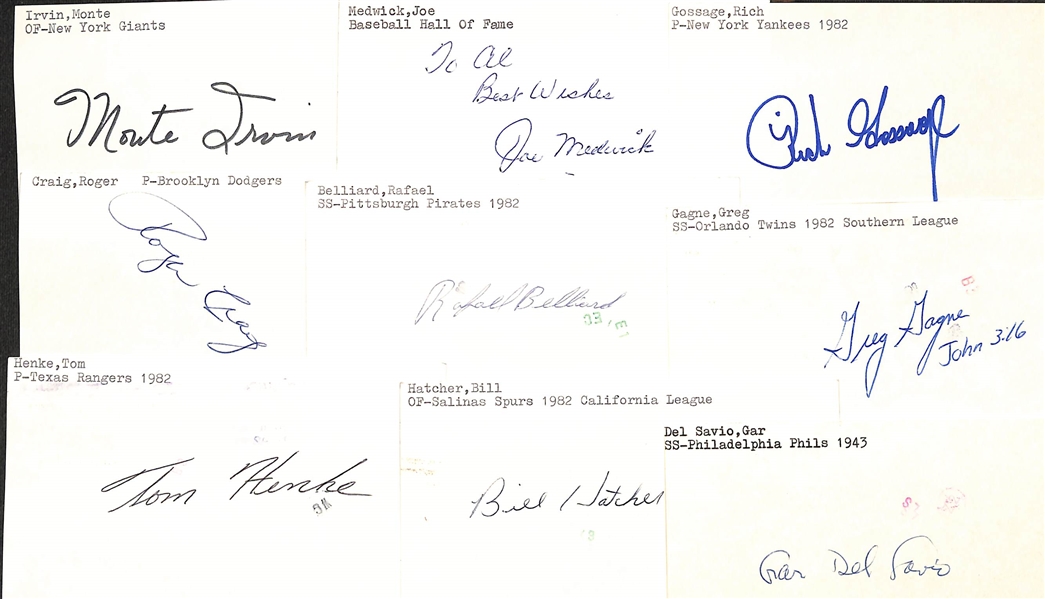 Irvin,Monte
OF-New York Giants
Monte Irvin
Medwick,Joe
Baseball Hall Of Fame
To Al
Best Wishes
Joe Medwick
Gossage,Rich
P-New York Yankees 1982
Rich Gossage
Craig,Roger P-Brooklyn Dodgers
Roger Craig
Belliard,Rafael
SS-Pittsburgh Pirates 1982
Rafael Belliard
Gagne,Greg
SS-Orlando Twins 1982 Southern League
Greg Gagne
John 3:16
Henke,Tom
P-Texas Rangers 1982
Tom Henke
Hatcher,Bill
OF-Salinas Spurs 1982 California League
Bill Hatcher
Del Savio,Gar
SS-Philadelphia Phils 1943
Gar Del Savio